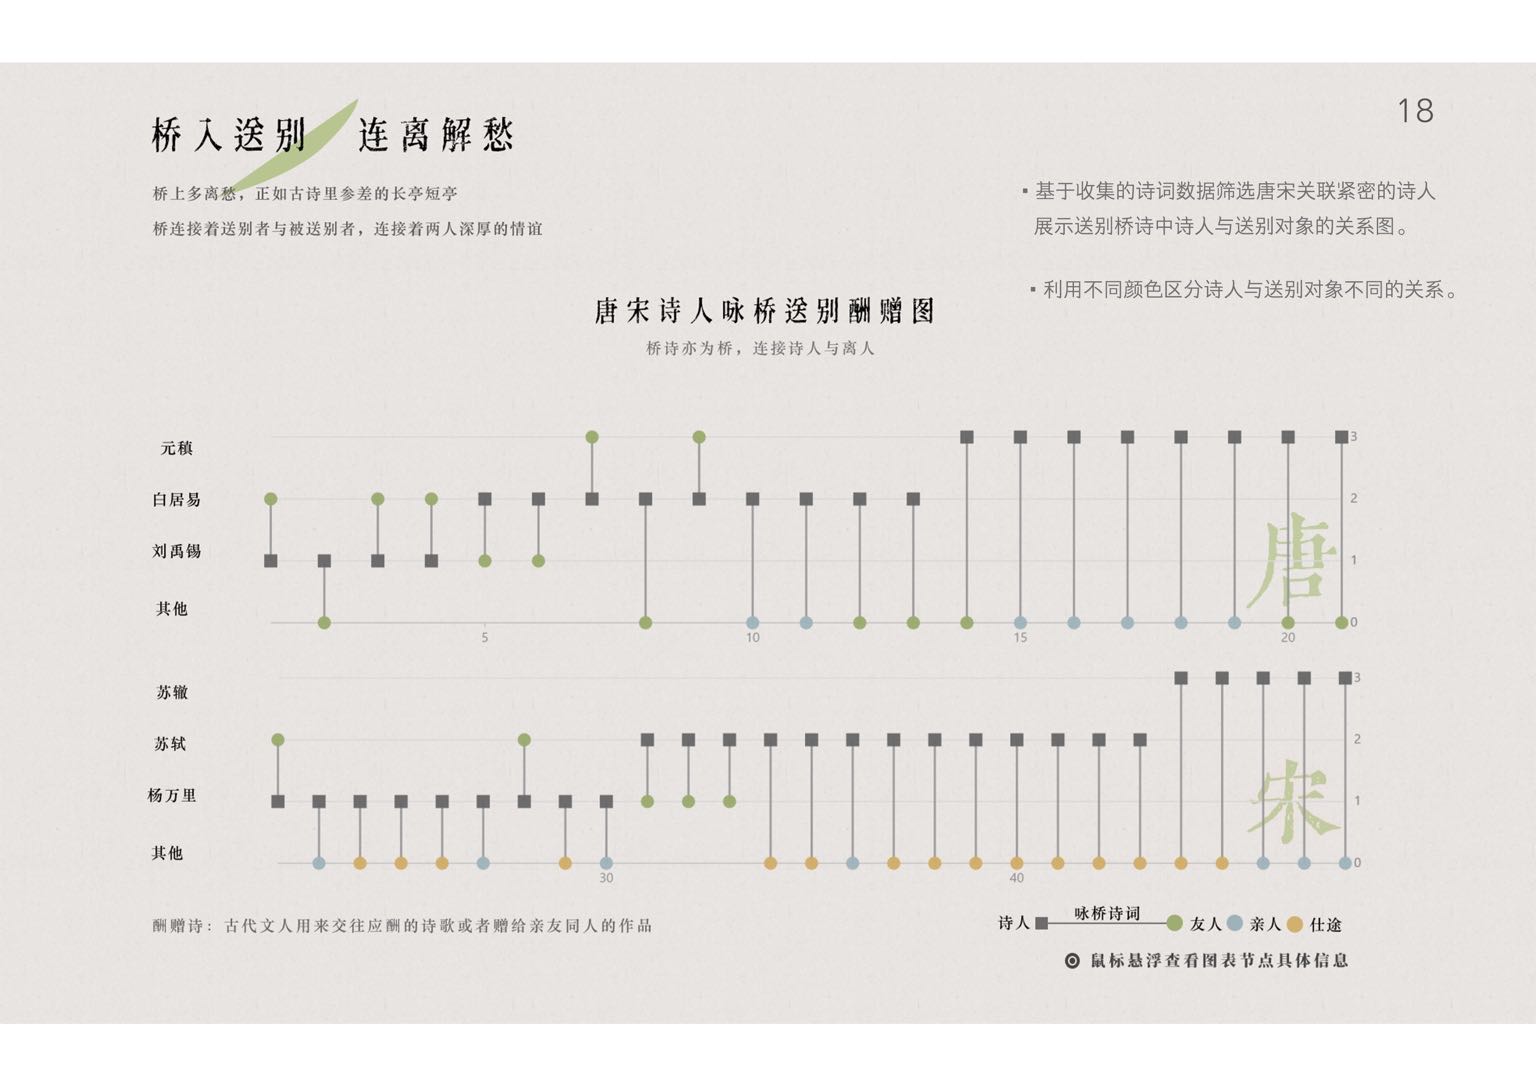 桥入送别 连离解愁
18
桥上多离愁，正如古诗里参差的长亭短亭
桥连接着送别者与被送别者，连接着两人深厚的情谊
▪ 基于收集的诗词数据筛选唐宋关联紧密的诗人
展示送别桥诗中诗人与送别对象的关系图。
▪ 利用不同颜色区分诗人与送别对象不同的关系。
唐宋诗人咏桥送别酬赠图
桥诗亦为桥，连接诗人与离人
元稹
3
白居易
2
刘禹锡
1
其他
0
5 10 15 20
唐
苏辙
3
苏轼
2
杨万里
1
其他
0
30 40
宋
酬赠诗：古代文人用来交往应酬的诗歌或者赠给亲友同人的作品
诗人 咏桥诗词 友人 亲人 仕途
鼠标悬浮查看图表节点具体信息